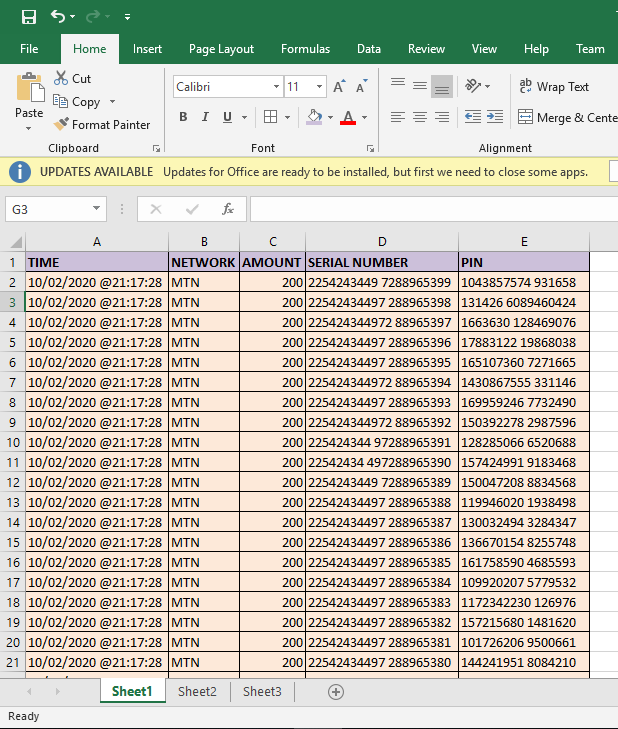 File Home Insert Page Layout Formulas Data Review View Help Team
Cut
Copy
Format Painter
Paste
Calibri 11 A A
B I U A
ab Wrap Text
Merge & Cente
Clipboard Font Alignment
UPDATES AVAILABLE Updates for Office are ready to be installed, but first we need to close some apps.
G3 fx
A B C D E
1 TIME NETWORK AMOUNT SERIAL NUMBER PIN
2 10/02/2020 @21:17:28 MTN 200 2254243449 7288965399 1043857574 931658
3 10/02/2020 @21:17:28 MTN 200 22542434497 288965398 131426 6089460424
4 10/02/2020 @21:17:28 MTN 200 225424344972 88965397 1663630 128469076
5 10/02/2020 @21:17:28 MTN 200 22542434497 288965396 17883122 19868038
6 10/02/2020 @21:17:28 MTN 200 22542434497 288965395 165107360 7271665
7 10/02/2020 @21:17:28 MTN 200 225424344972 88965394 1430867555 331146
8 10/02/2020 @21:17:28 MTN 200 22542434497 288965393 169959246 7732490
9 10/02/2020 @21:17:28 MTN 200 225424344972 88965392 150392278 2987596
10 10/02/2020 @21:17:28 MTN 200 225424344 97288965391 128285066 6520688
11 10/02/2020 @21:17:28 MTN 200 22542434 497288965390 157424991 9183468
12 10/02/2020 @21:17:28 MTN 200 2254243449 7288965389 150047208 8834568
13 10/02/2020 @21:17:28 MTN 200 22542434497 288965388 119946020 1938498
14 10/02/2020 @21:17:28 MTN 200 22542434497 288965387 130032494 3284347
15 10/02/2020 @21:17:28 MTN 200 22542434497 288965386 136670154 8255748
16 10/02/2020 @21:17:28 MTN 200 22542434497 288965385 161758590 4685593
17 10/02/2020 @21:17:28 MTN 200 22542434497 288965384 109920207 5779532
18 10/02/2020 @21:17:28 MTN 200 22542434497 288965383 1172342230 126976
19 10/02/2020 @21:17:28 MTN 200 22542434497 288965382 157215680 1481620
20 10/02/2020 @21:17:28 MTN 200 22542434497 288965381 101726206 9500661
21 10/02/2020 @21:17:28 MTN 200 22542434497 288965380 144241951 8084210
Sheet1 Sheet2 Sheet3
Ready